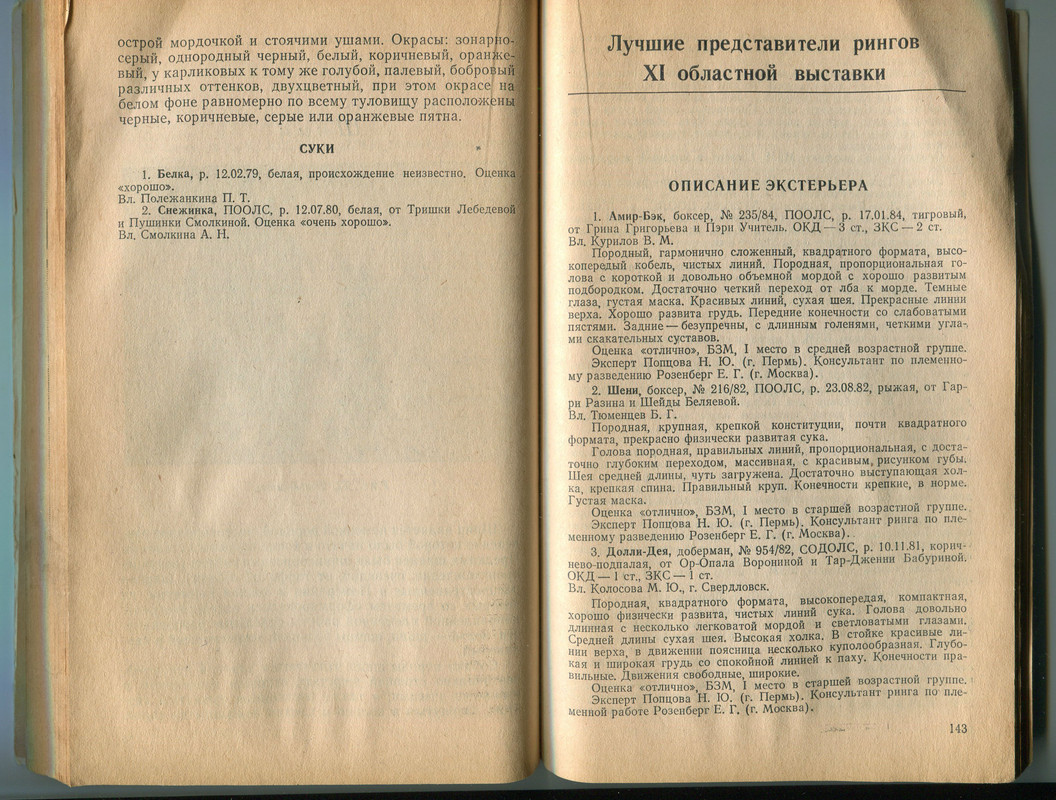 острой мордочкой и стоячими ушами. Окрасы: зонарно-
серый, однородный черный, белый, коричневый, оранже-
вый, у карликовых к тому же голубой, палевый, бобровый
различных оттенков, двухцветный, при этом окрасе на
белом фоне равномерно по всему туловищу расположены
черные, коричневые, серые или оранжевые пятна.
СУКИ
1. Белка, р. 12.02.79, белая, происхождение неизвестно. Оценка
«хорошо».
Вл. Полежанкина П. Т.
2. Снежинка, ПООЛС, р. 12.07.80, белая, от Тришки Лебедевой
и Пушинки Смолкиной. Оценка «очень хорошо».
Вл. Смолкина А. Н.
Лучшие представители рингов
XI областной выставки
ОПИСАНИЕ ЭКСТЕРЬЕРА
1. Амир-Бэк, боксер, № 235/84, ПООЛС, р. 17.01.84, тигровый,
от Грина Григорьева и Пэри Учитель. ОКД — 3 ст., ЗКС — 2 ст.
Вл. Курилов В. М.
Породный, гармонично сложенный, квадратного формата, высо-
копередый кобель, чистых линий. Породная, пропорциональная го-
лова с короткой и довольно объемной мордой с хорошо развитым
подбородком. Достаточно четкий переход от лба к морде. Темные
глаза, густая маска. Красивых линий, сухая шея. Прекрасные линии
верха. Хорошо развита грудь. Передние конечности со слабоватыми
пястями. Задние — безупречны, с длинным голенями, четкими угла-
ми скакательных суставов.
Оценка «отлично», БЗМ, I место в средней возрастной группе.
Эксперт Попцова Н. Ю. (г. Пермь). Консультант по племенно-
му разведению Розенберг Е. Г. (г. Москва).
2. Шени, боксер, № 216/82, ПООЛС, р. 23.08.82, рыжая, от Гар-
ри Разина и Шейды Беляевой.
Вл. Тюменцев Б. Г.
Породная, крупная, крепкой конституции, почти квадратного
формата, прекрасно физически развитая сука.
Голова породная, правильных линий, пропорциональная, с доста-
точно глубоким переходом, массивная, с красивым рисунком губы.
Шея средней длины, чуть загружена. Достаточно выступающая хол-
ка, крепкая спина. Правильный круп. Конечности крепкие, в норме.
Густая маска.
Оценка «отлично», БЗМ, I место в старшей возрастной группе.
Эксперт Попцова Н. Ю. (г. Пермь). Консультант ринга по пле-
менному разведению Розенберг Е. Г. (г. Москва).
3. Долли-Дея, доберман, № 954/82, СОДОЛС, р. 10.11.81, корич-
нево-подпалая, от Ор-Опала Ворониной и Тар-Дженни Бабуриной.
ОКД — 1 ст., ЗКС — 1 ст.
Вл. Колосова М. Ю., г. Свердловск.
Породная, квадратного формата, высокопередая, компактная,
хорошо физически развита, чистых линий сука. Голова довольно
длинная с несколько легковатой мордой и светловатыми глазами.
Средней длины сухая шея. Высокая холка. В стойке красивые ли-
нии верха, в движении поясница несколько куполообразная. Глубо-
кая и широкая грудь со спокойной линией к паху. Конечности пра-
вильные. Движения свободные, широкие.
Оценка «отлично», БЗМ, I место в старшей возрастной группе.
Эксперт Попцова Н. Ю. (г. Пермь). Консультант ринга по пле-
менной работе Розенберг Е. Г. (г. Москва).
143